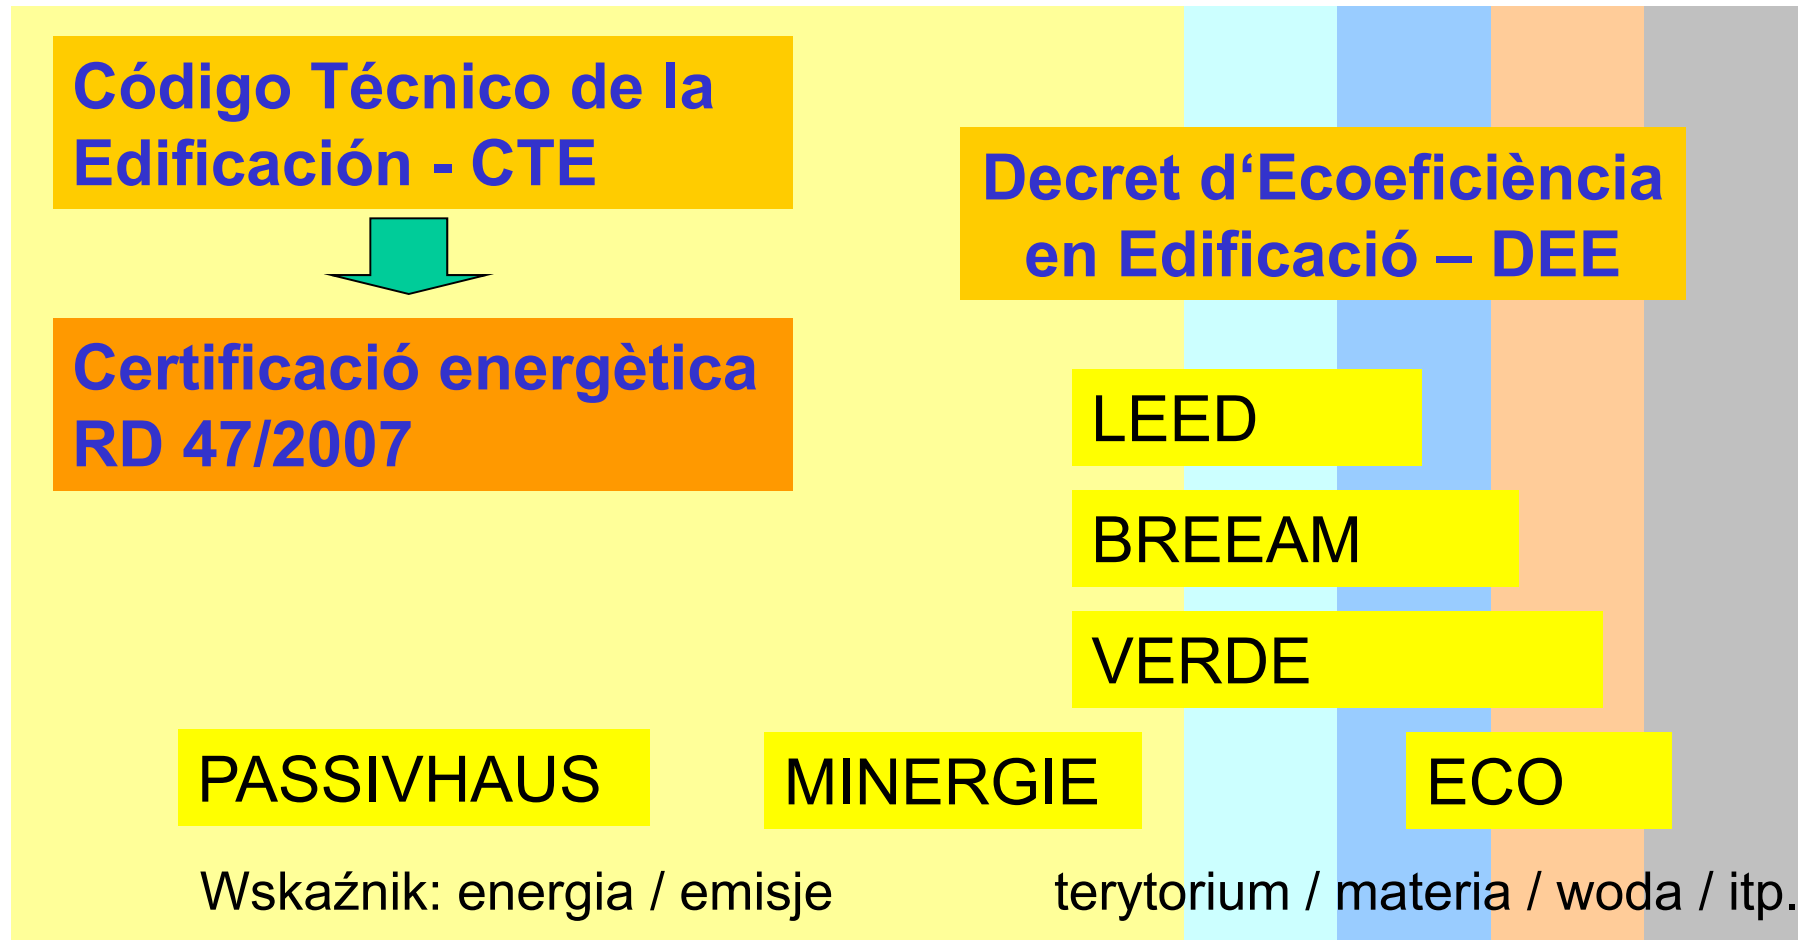 Código Técnico de la
Edificación - CTE
Certificació energètica
RD 47/2007
Decret d‘Ecoeficiència
en Edificació – DEE
LEED
BREEAM
VERDE
PASSIVHAUS
MINERGIE
ECO
Wskaźnik: energia / emisje
terytorium / materia / woda / itp.